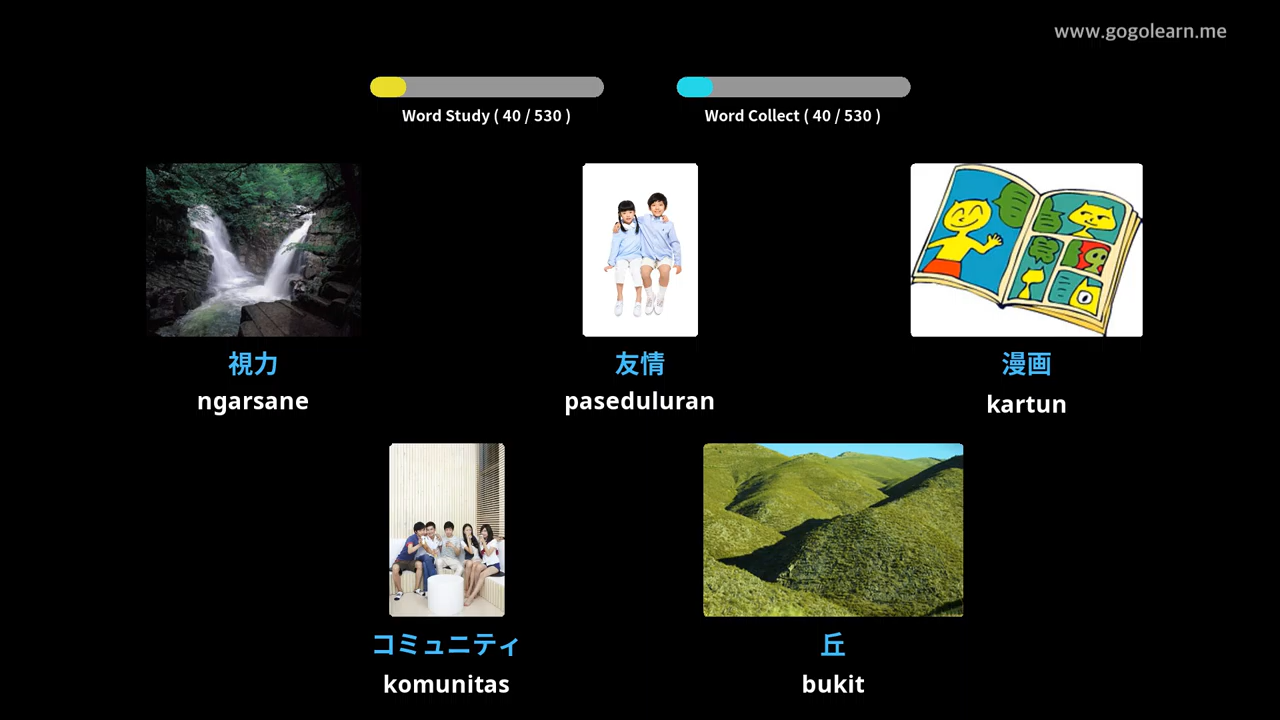 www.gogolearn.me
Word Study ( 40 / 530 )
Word Collect ( 40 / 530 )
視力
ngarsane
友情
paseduluran
漫画
kartun
コミュニティ
komunitas
丘
bukit